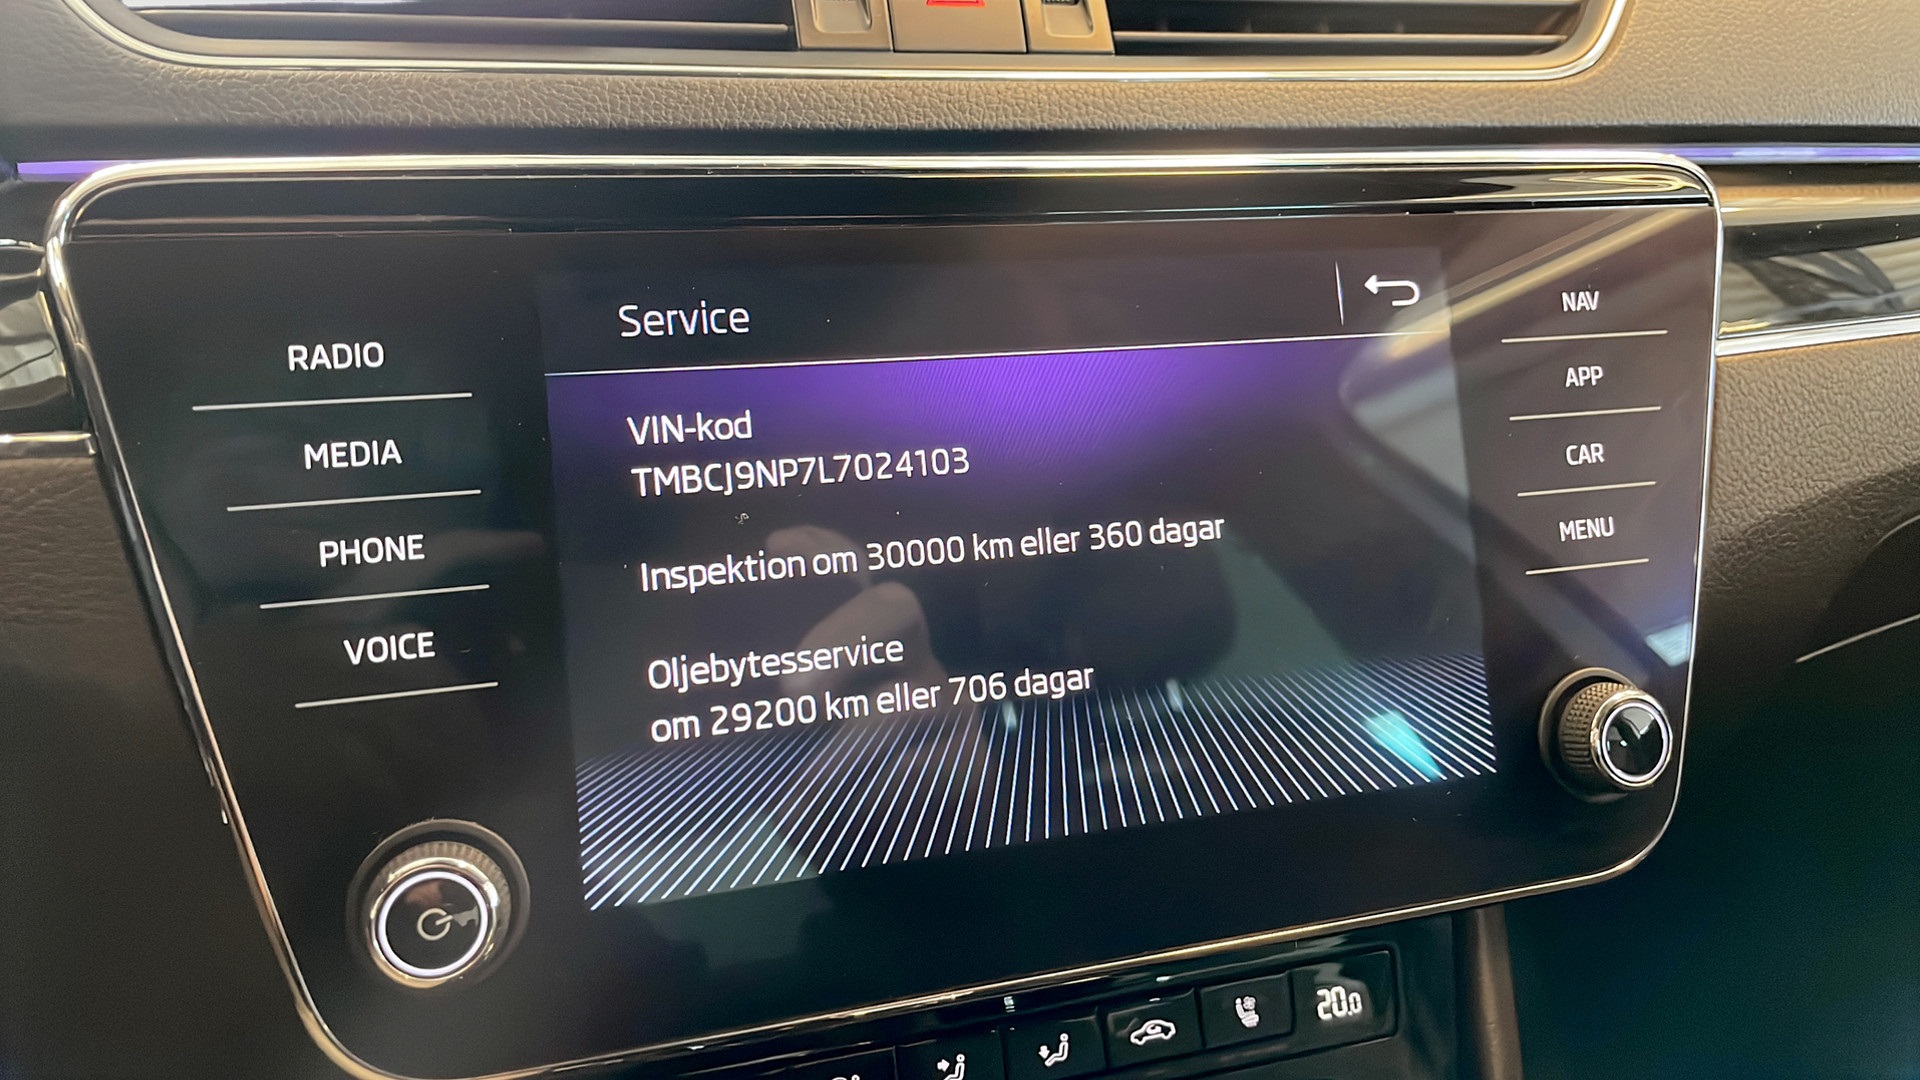 RADIO
MEDIA
PHONE
VOICE
Service
VIN-kod
TMBCJ9NP7L7024103
Inspektion om 30000 km eller 360 dagar
Oljebytesservice
om 29200 km eller 706 dagar
NAV
APP
CAR
MENU
20.0